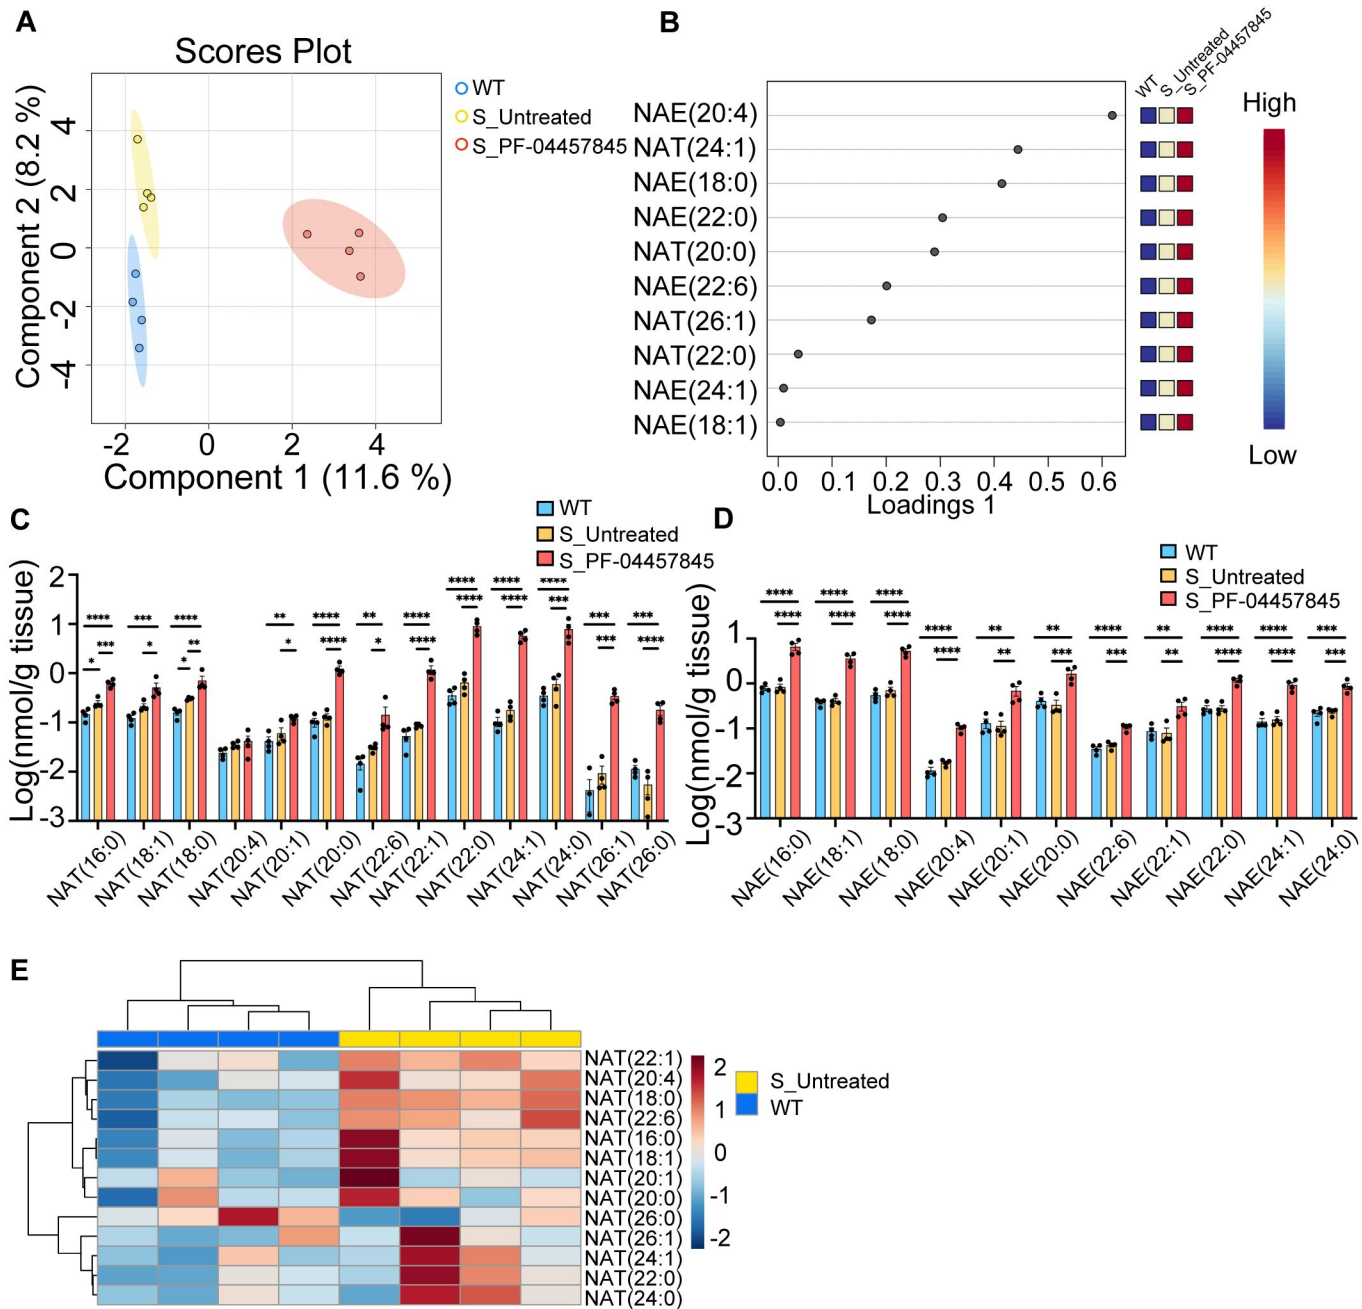 A
Scores Plot
Component 2 (8.2 %)
4
2
0
-2
-4
-2 0 2 4
Component 1 (11.6 %)
WT
S_Untreated
S_PF-04457845
B
WT
S_Untreated
S_PF-04457845
NAE(20:4)
NAT(24:1)
NAE(18:0)
NAE(22:0)
NAT(20:0)
NAE(22:6)
NAT(26:1)
NAT(22:0)
NAE(24:1)
NAE(18:1)
0.0 0.1 0.2 0.3 0.4 0.5 0.6
Loadings 1
High
Low
C
WT
S_Untreated
S_PF-04457845
Log(nmol/g tissue)
2
1
0
-1
-2
-3
**** *** **** ** **** ** **** **** **** **** *** ***
* *** * * ** * **** * **** **** **** *** *** ****
NAT(16:0) NAT(18:1) NAT(18:0) NAT(20:4) NAT(20:1) NAT(20:0) NAT(22:6) NAT(22:1) NAT(22:0) NAT(24:1) NAT(24:0) NAT(26:1) NAT(26:0)
D
WT
S_Untreated
S_PF-04457845
Log(nmol/g tissue)
1
0
-1
-2
-3
**** **** **** **** ** ** **** ** **** **** ***
**** **** **** **** ** *** *** ** **** **** ***
NAE(16:0) NAE(18:1) NAE(18:0) NAE(20:4) NAE(20:1) NAE(20:0) NAE(22:6) NAE(22:1) NAE(22:0) NAE(24:1) NAE(24:0)
E
NAT(22:1)
NAT(20:4)
NAT(18:0)
NAT(22:6)
NAT(16:0)
NAT(18:1)
NAT(20:1)
NAT(20:0)
NAT(26:0)
NAT(26:1)
NAT(24:1)
NAT(22:0)
NAT(24:0)
2
1
0
-1
-2
S_Untreated
WT